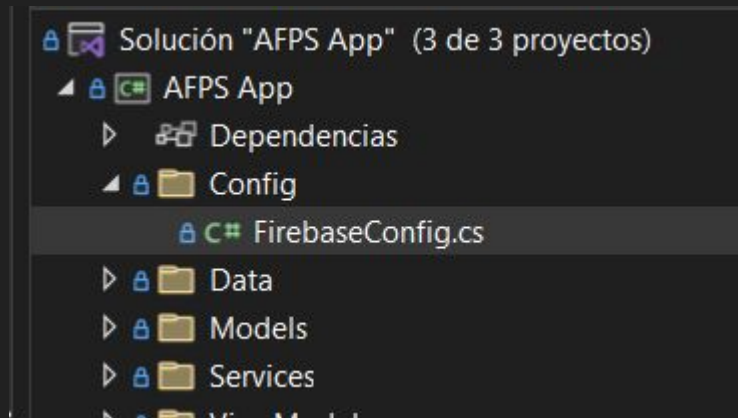 Solución "AFPS App" (3 de 3 proyectos)
C# AFPS App
Dependencias
Config
C# FirebaseConfig.cs
Data
Models
Services